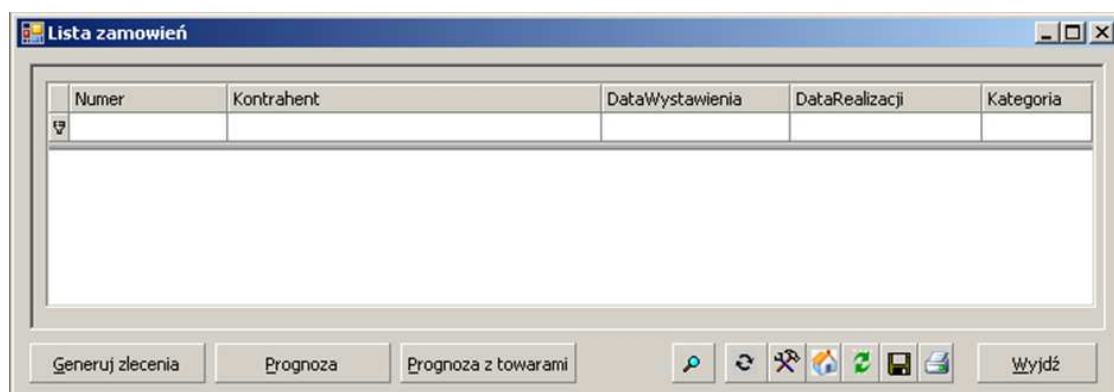 Lista zamowień
Numer Kontrahent DataWystawienia DataRealizacji Kategoria
Generuj zlecenia Prognoza Prognoza z towarami Wyjdź